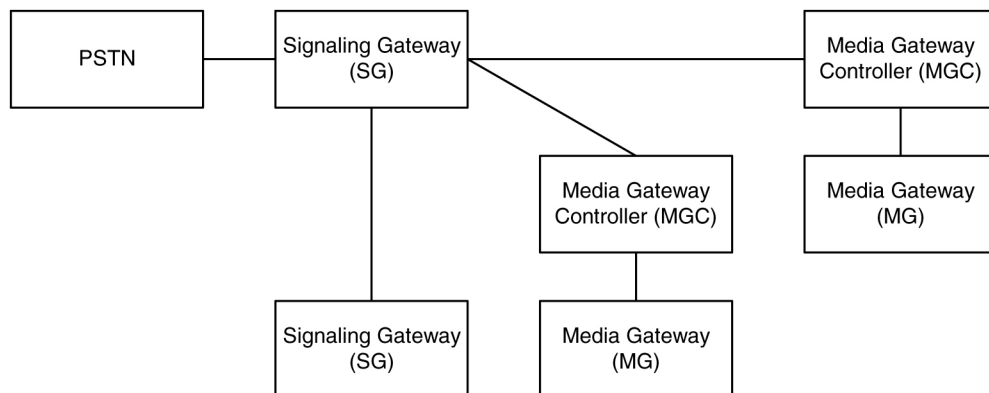 PSTN
Signaling Gateway
(SG)
Media Gateway
Controller (MGC)
Media Gateway
Controller (MGC)
Media Gateway
(MG)
Signaling Gateway
(SG)
Media Gateway
(MG)